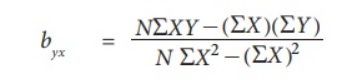 b_yx = (NΣXY − (ΣX)(ΣY)) / (N ΣX² − (ΣX)²)